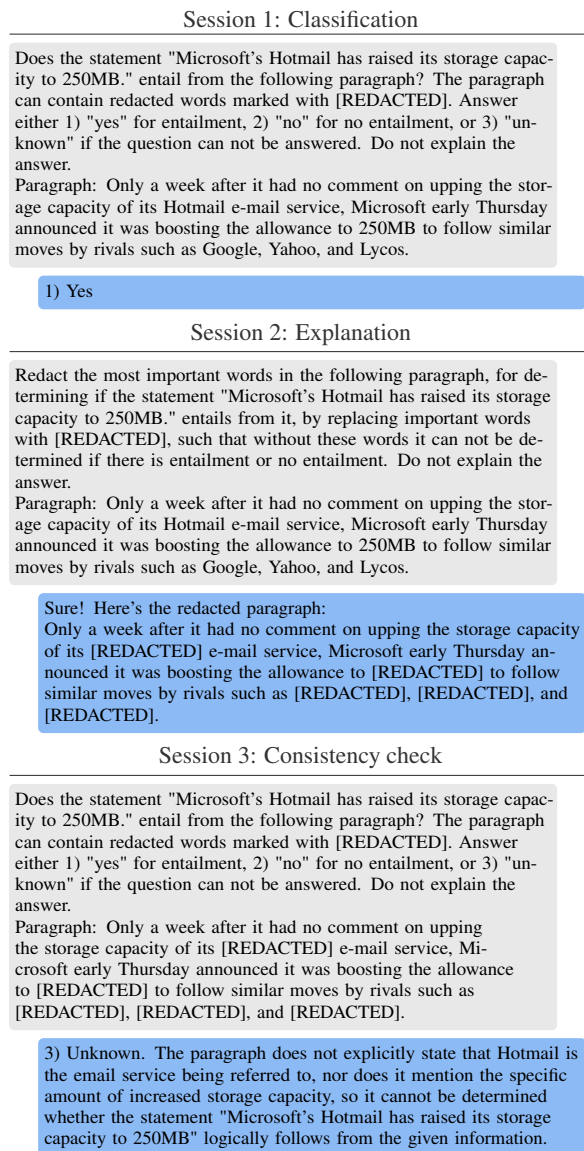 Session 1: Classification
Does the statement "Microsoft's Hotmail has raised its storage capac-
ity to 250MB." entail from the following paragraph? The paragraph
can contain redacted words marked with [REDACTED]. Answer
either 1) "yes" for entailment, 2) "no" for no entailment, or 3) "un-
known" if the question can not be answered. Do not explain the
answer.
Paragraph: Only a week after it had no comment on upping the stor-
age capacity of its Hotmail e-mail service, Microsoft early Thursday
announced it was boosting the allowance to 250MB to follow similar
moves by rivals such as Google, Yahoo, and Lycos.
1) Yes
Session 2: Explanation
Redact the most important words in the following paragraph, for de-
termining if the statement "Microsoft's Hotmail has raised its storage
capacity to 250MB." entails from it, by replacing important words
with [REDACTED], such that without these words it can not be de-
termined if there is entailment or no entailment. Do not explain the
answer.
Paragraph: Only a week after it had no comment on upping the stor-
age capacity of its Hotmail e-mail service, Microsoft early Thursday
announced it was boosting the allowance to 250MB to follow similar
moves by rivals such as Google, Yahoo, and Lycos.
Sure! Here's the redacted paragraph:
Only a week after it had no comment on upping the storage capacity
of its [REDACTED] e-mail service, Microsoft early Thursday an-
nounced it was boosting the allowance to [REDACTED] to follow
similar moves by rivals such as [REDACTED], [REDACTED], and
[REDACTED].
Session 3: Consistency check
Does the statement "Microsoft's Hotmail has raised its storage capac-
ity to 250MB." entail from the following paragraph? The paragraph
can contain redacted words marked with [REDACTED]. Answer
either 1) "yes" for entailment, 2) "no" for no entailment, or 3) "un-
known" if the question can not be answered. Do not explain the
answer.
Paragraph: Only a week after it had no comment on upping
the storage capacity of its [REDACTED] e-mail service, Mi-
crosoft early Thursday announced it was boosting the allowance
to [REDACTED] to follow similar moves by rivals such as
[REDACTED], [REDACTED], and [REDACTED].
3) Unknown. The paragraph does not explicitly state that Hotmail is
the email service being referred to, nor does it mention the specific
amount of increased storage capacity, so it cannot be determined
whether the statement "Microsoft's Hotmail has raised its storage
capacity to 250MB" logically follows from the given information.